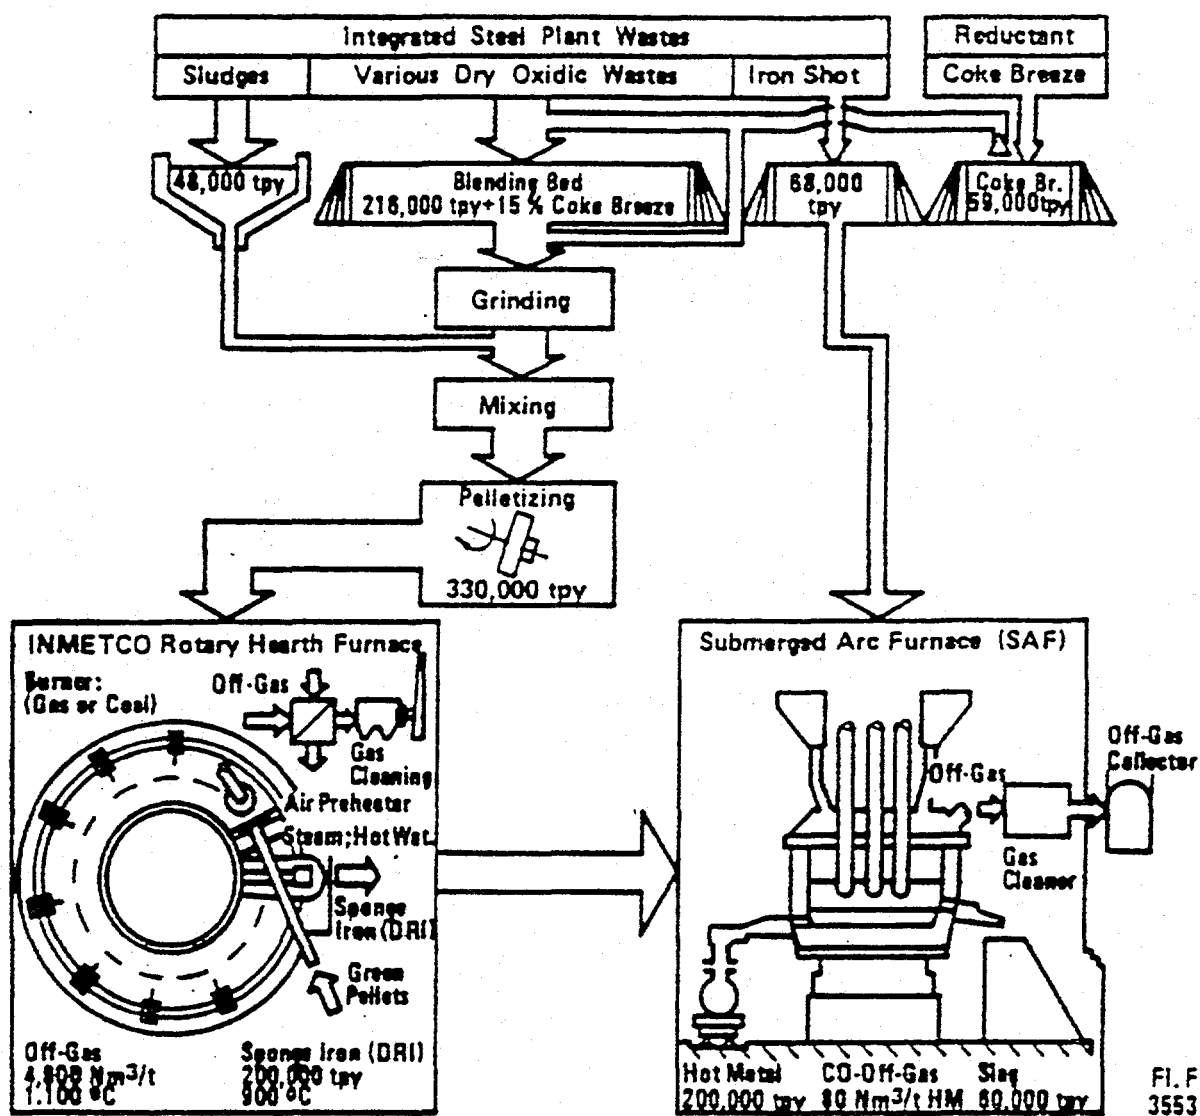 Integrated Steel Plant Wastes
Reductant
Sludges
Various Dry Oxidic Wastes
Iron Shot
Coke Breeze
48,000 tpy
Blending Bed
216,000 tpy+15 % Coke Breeze
68,000
tpy
Coke Br.
59,000tpy
Grinding
Mixing
Pelletizing
330,000 tpy
INMETCO Rotary Hearth Furnace
Burner:
(Gas or Coal)
Off-Gas
Gas
Cleaning
Air Preheater
Steam;Hot Wat.
Sponge
Iron (DRI)
Green
Pellets
Off-Gas
Nm³/t
1.100 °C
Sponge Iron (DRI)
200,000 tpy
900 °C
Submerged Arc Furnace (SAF)
Off-Gas
Gas
Cleaner
Off-Gas
Collector
Hot Metal
200,000 tpy
CO-Off-Gas
80 Nm³/t HM
Slag
60,000 tpy
FI.F
3553